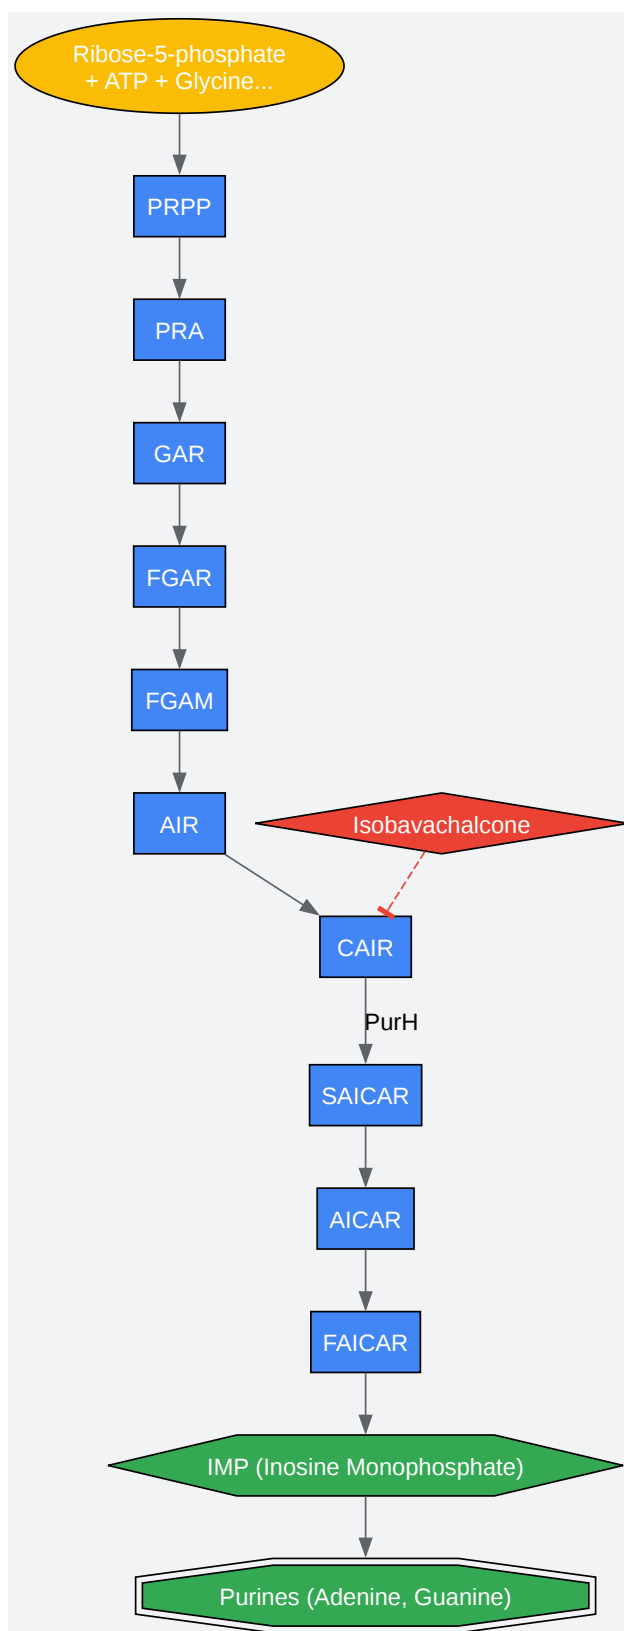 Ribose-5-phosphate
+ ATP + Glycine...
PRPP
PRA
GAR
FGAR
FGAM
AIR
Isobavachalcone
CAIR
PurH
SAICAR
AICAR
FAICAR
IMP (Inosine Monophosphate)
Purines (Adenine, Guanine)